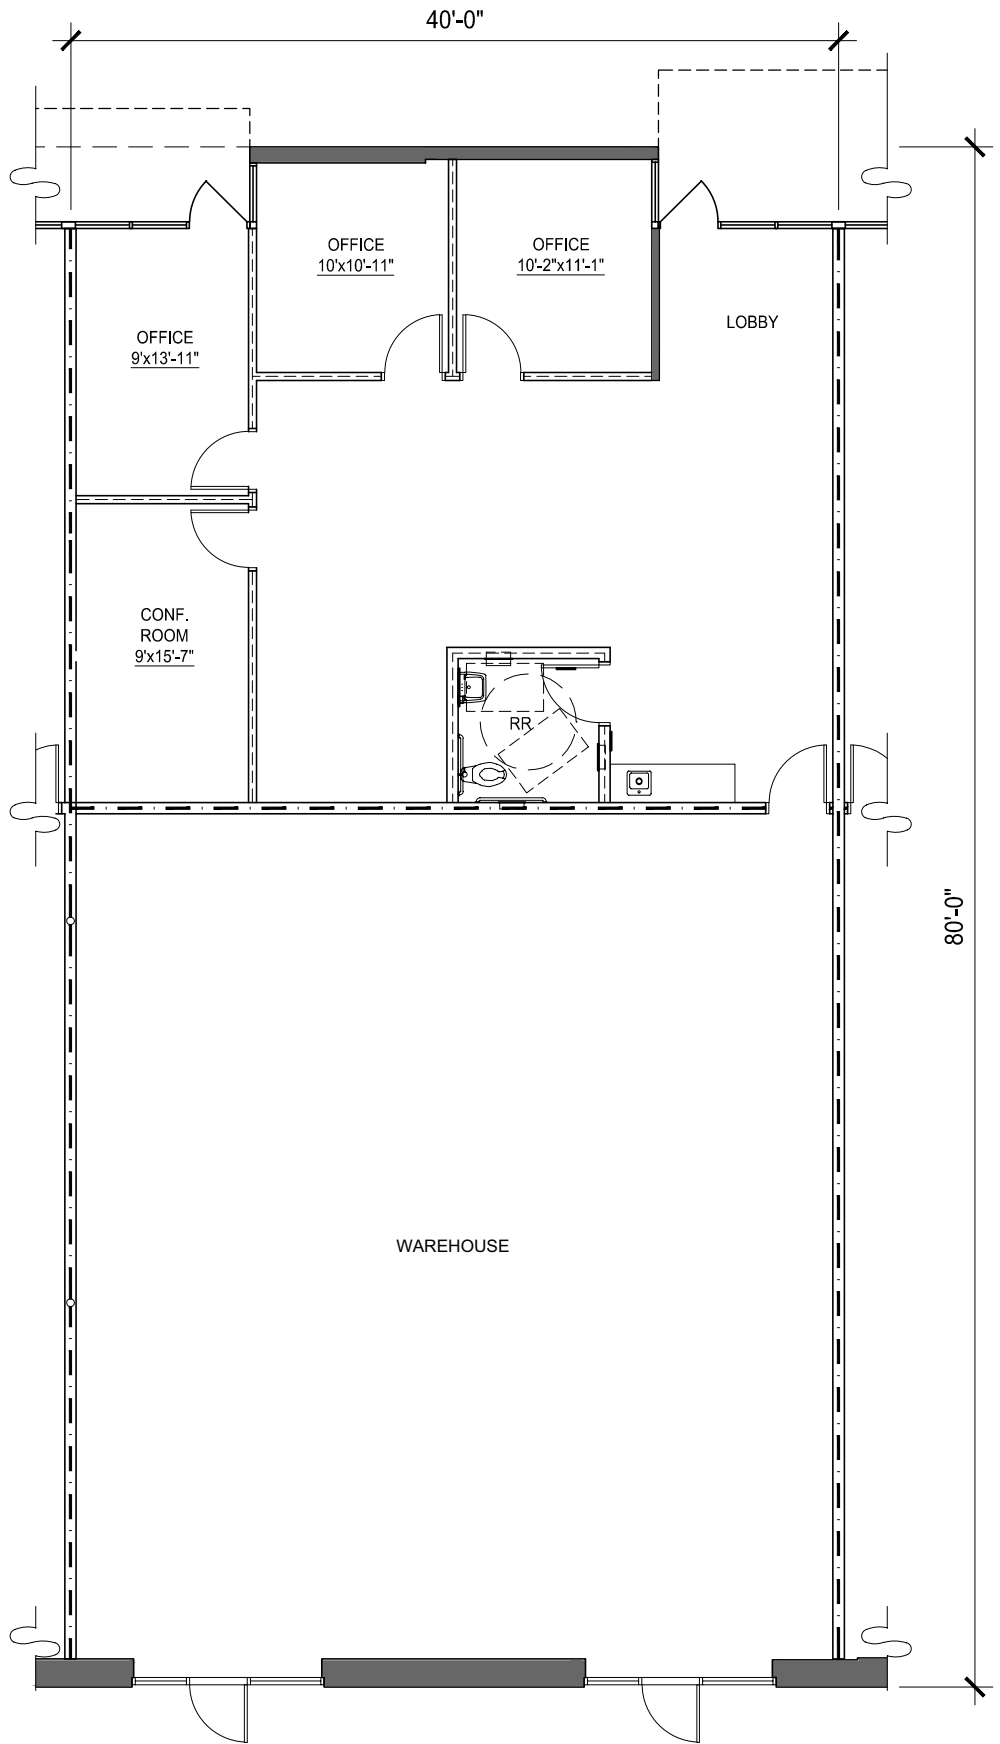 40'-0"
OFFICE
10'x10'-11"
OFFICE
10'-2"x11'-1"
LOBBY
OFFICE
9'x13'-11"
CONF.
ROOM
9'x15'-7"
RR
80'-0"
WAREHOUSE